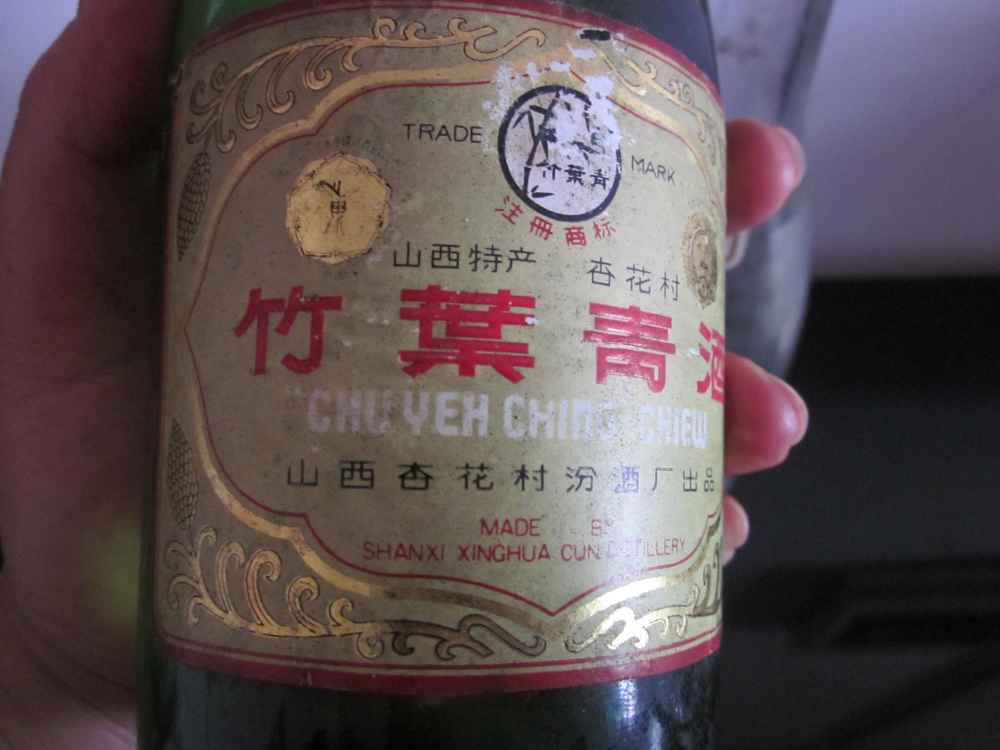 TRADE MARK
竹葉青
注册商标
山西特产 杏花村
竹葉青酒
CHU YEH CHING CHIEW
山西杏花村汾酒厂出品
MADE BY
SHANXI XINGHUA CUN DISTILLERY